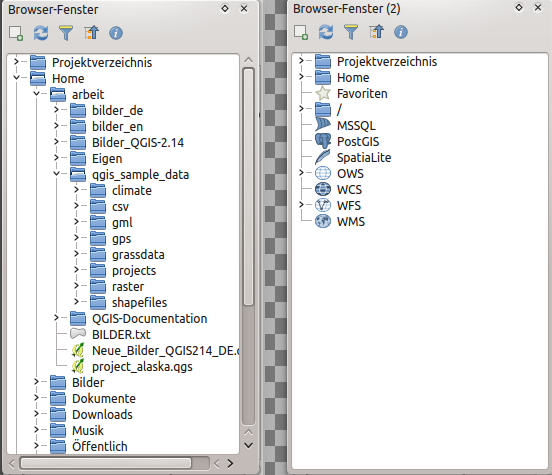 Browser-Fenster
Projektverzeichnis
Home
arbeit
bilder_de
bilder_en
Bilder_QGIS-2.14
Eigen
qgis_sample_data
climate
csv
gml
gps
grassdata
projects
raster
shapefiles
QGIS-Documentation
BILDER.txt
Neue_Bilder_QGIS214_DE.
project_alaska.qgs
Bilder
Dokumente
Downloads
Musik
Öffentlich
Browser-Fenster (2)
Projektverzeichnis
Home
Favoriten
/
MSSQL
PostGIS
SpatiaLite
OWS
WCS
WFS
WMS